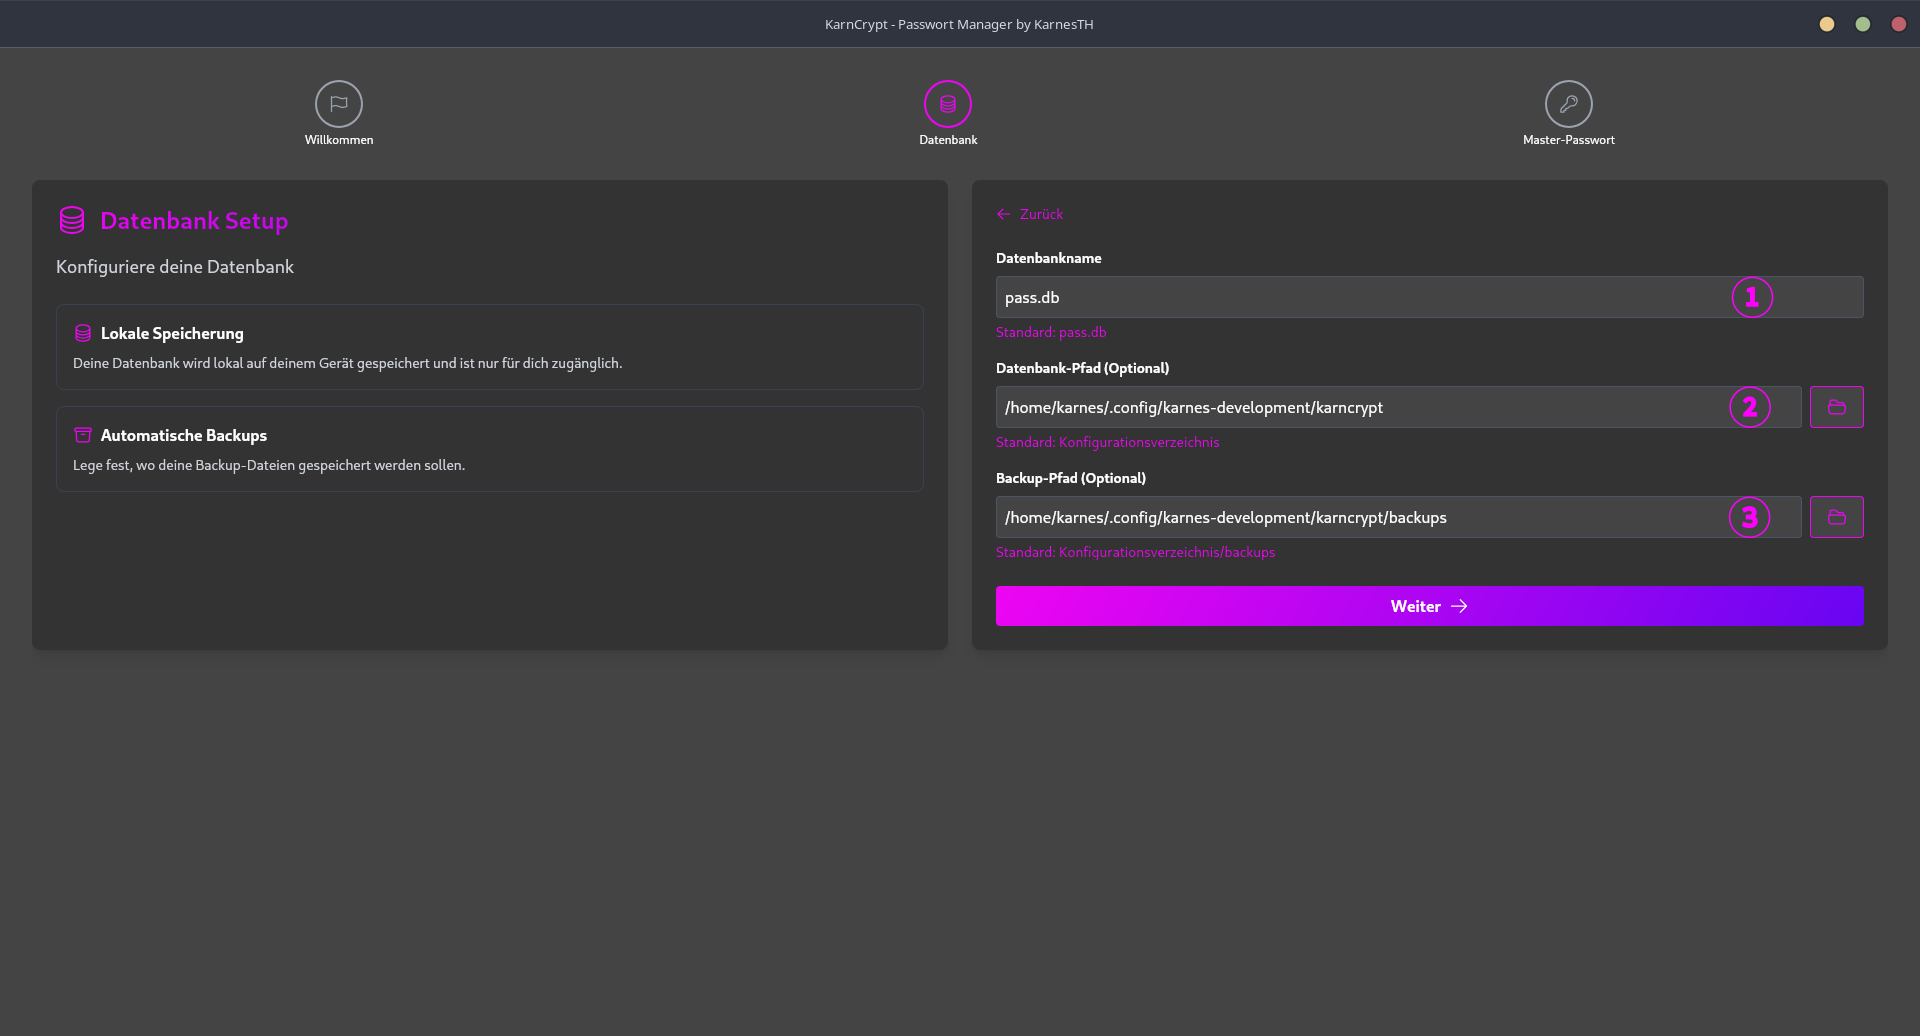 KarnCrypt - Passwort Manager by KarnesTH
Willkommen
Datenbank
Master-Passwort
Datenbank Setup
Konfiguriere deine Datenbank
Lokale Speicherung
Deine Datenbank wird lokal auf deinem Gerät gespeichert und ist nur für dich zugänglich.
Automatische Backups
Lege fest, wo deine Backup-Dateien gespeichert werden sollen.
Zurück
Datenbankname
pass.db
1
Standard: pass.db
Datenbank-Pfad (Optional)
/home/karnes/.config/karnes-development/karncrypt
2
Standard: Konfigurationsverzeichnis
Backup-Pfad (Optional)
/home/karnes/.config/karnes-development/karncrypt/backups
3
Standard: Konfigurationsverzeichnis/backups
Weiter